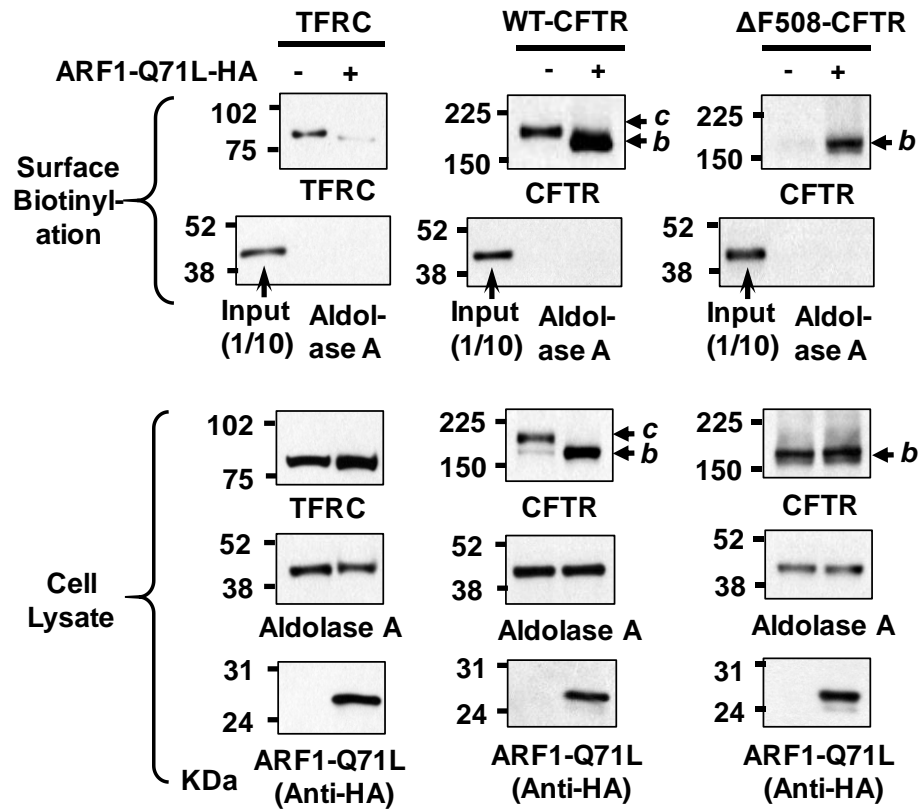 TFRC WT-CFTR ΔF508-CFTR
ARF1-Q71L-HA - + - + - +
Surface
Biotinyl-
ation
102
75
TFRC
225
150
c
b
CFTR
225
150
b
CFTR
52
38
Input
(1/10)
Aldol-
ase A
52
38
Input
(1/10)
Aldol-
ase A
52
38
Input
(1/10)
Aldol-
ase A
Cell
Lysate
102
75
TFRC
225
150
c
b
CFTR
225
150
b
CFTR
52
38
Aldolase A
52
38
Aldolase A
52
38
Aldolase A
31
24
ARF1-Q71L
(Anti-HA)
31
24
ARF1-Q71L
(Anti-HA)
31
24
ARF1-Q71L
(Anti-HA)
KDa